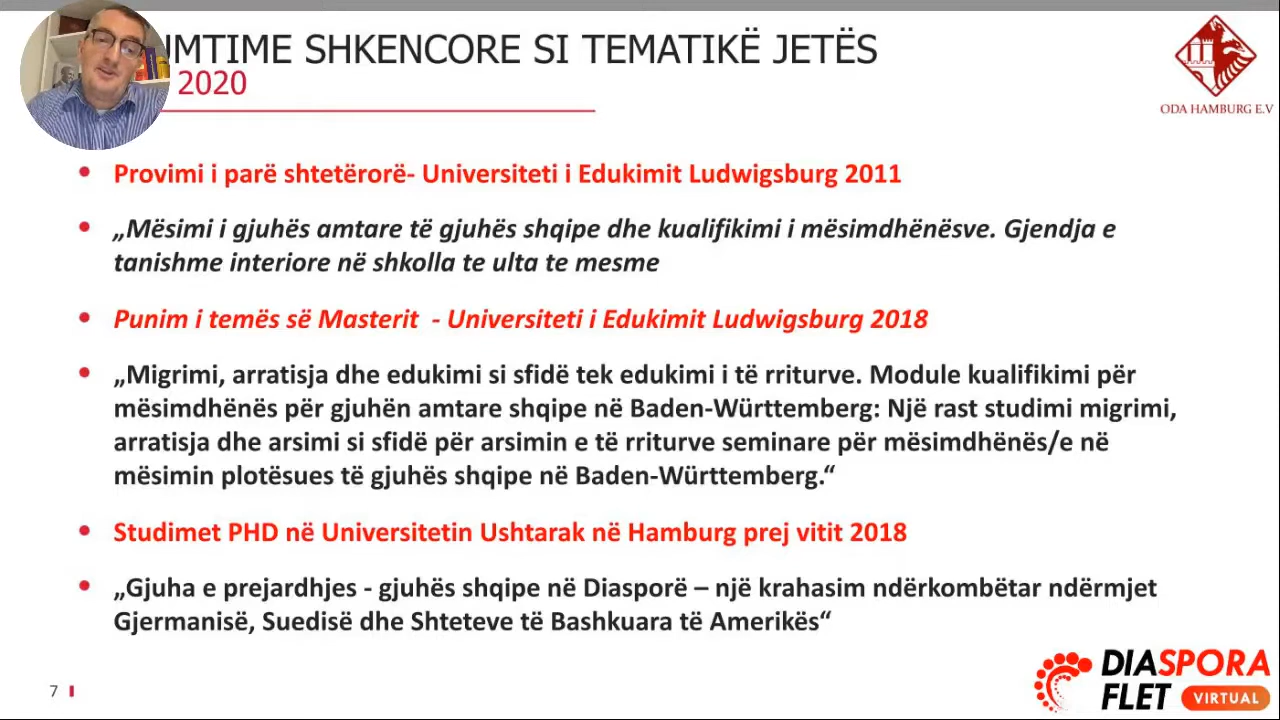 UMTIME SHKENCORE SI TEMATIKË JETËS
2020
ODA HAMBURG E.V
Provimi i parë shtetërorë- Universiteti i Edukimit Ludwigsburg 2011
„Mësimi i gjuhës amtare të gjuhës shqipe dhe kualifikimi i mësimdhënësve. Gjendja e
tanishme interiore në shkolla te ulta te mesme
Punim i temës së Masterit - Universiteti i Edukimit Ludwigsburg 2018
„Migrimi, arratisja dhe edukimi si sfidë tek edukimi i të rriturve. Module kualifikimi për
mësimdhënës për gjuhën amtare shqipe në Baden-Württemberg: Një rast studimi migrimi,
arratisja dhe arsimi si sfidë për arsimin e të rriturve seminare për mësimdhënës/e në
mësimin plotësues të gjuhës shqipe në Baden-Württemberg.“
Studimet PHD në Universitetin Ushtarak në Hamburg prej vitit 2018
„Gjuha e prejardhjes - gjuhës shqipe në Diasporë – një krahasim ndërkombëtar ndërmjet
Gjermanisë, Suedisë dhe Shteteve të Bashkuara të Amerikës“
7
DIASPORA
FLET VIRTUAL